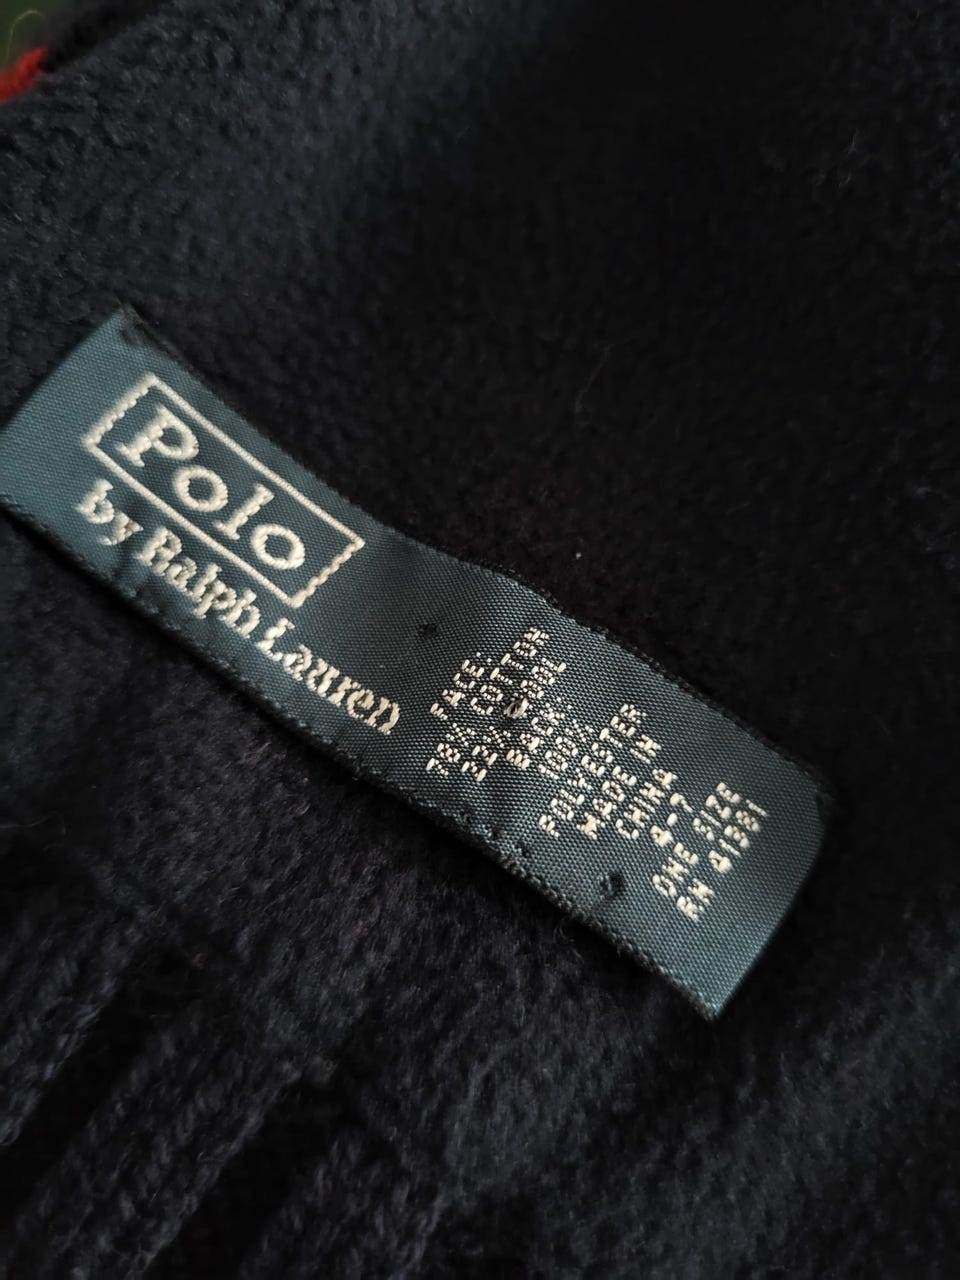 Polo
by Ralph Lauren
FACE:
78% COTTON
22% WOOL
BACK:
100%
POLYESTER
MADE IN
CHINA
4-7
ONE SIZE
RN 41381